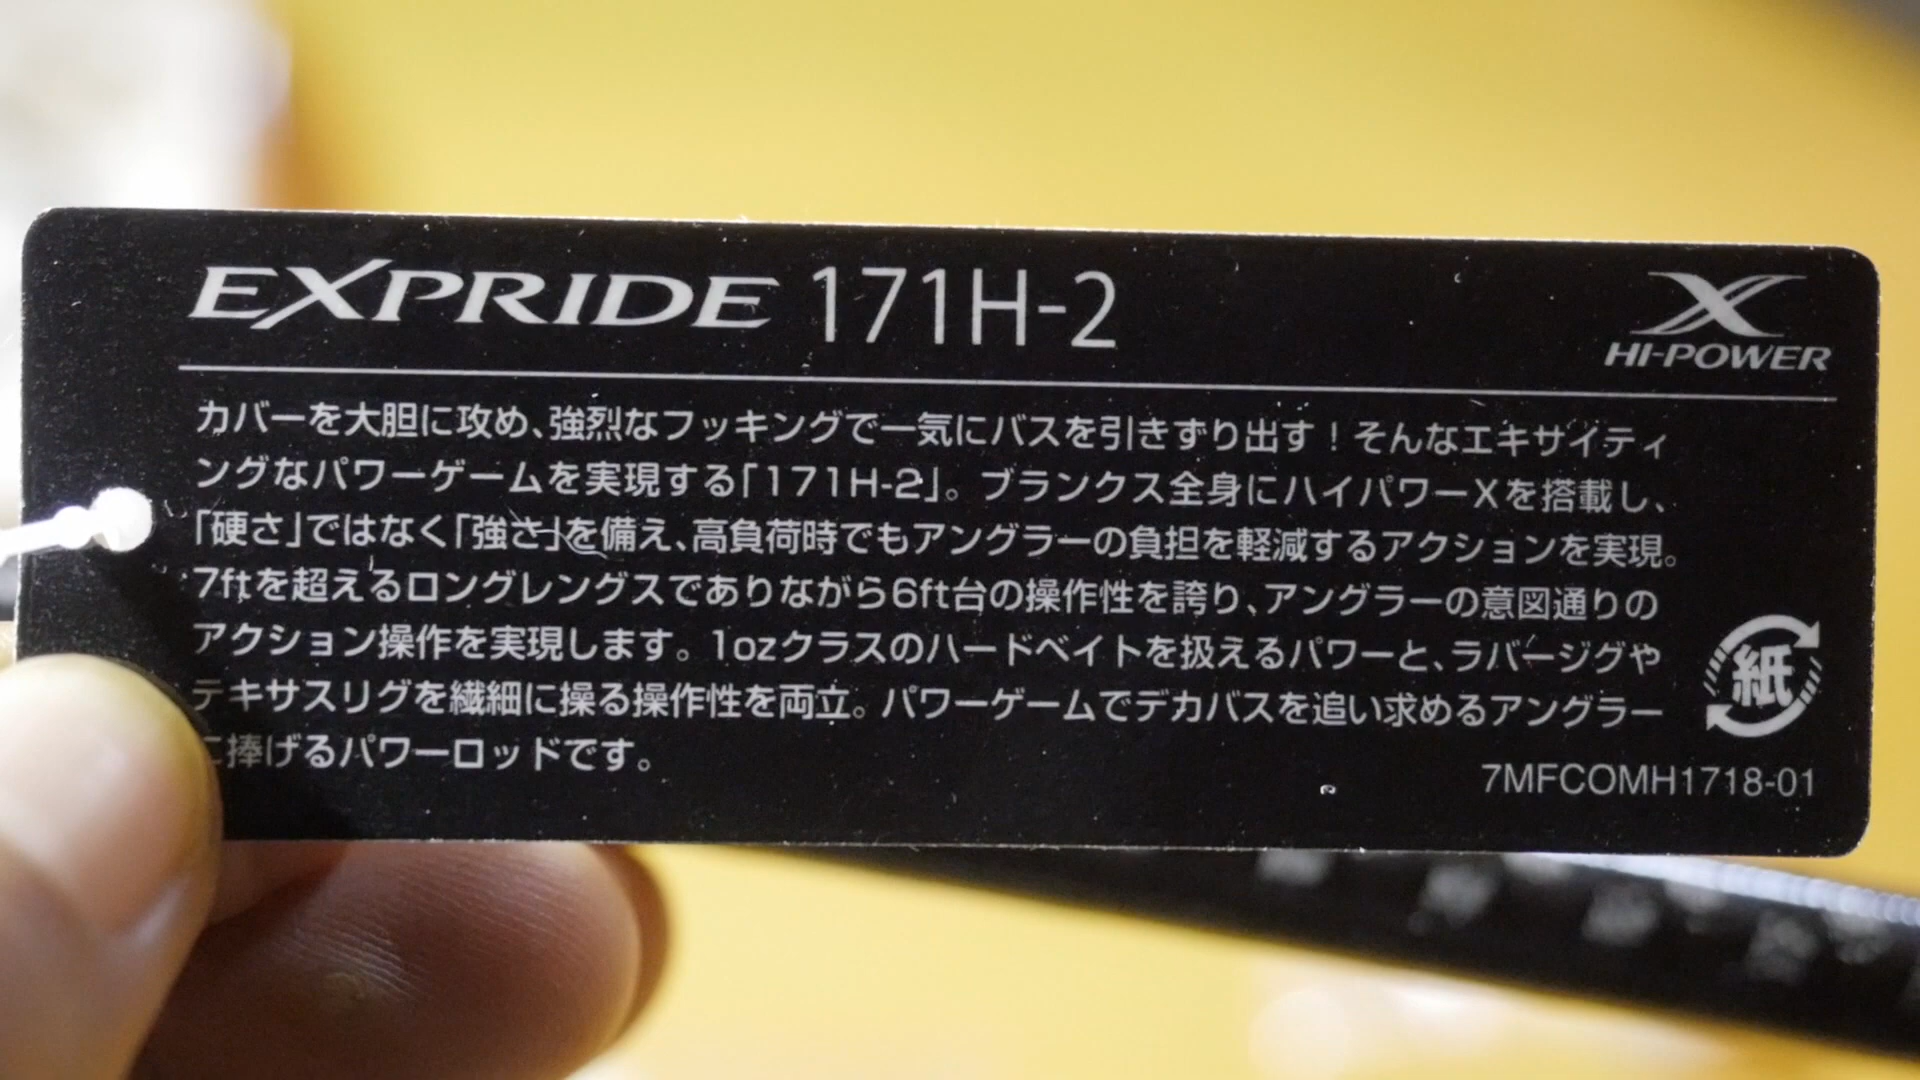 EXPRIDE 171H-2
X
HI-POWER
カバーを大胆に攻め、強烈なフッキングで一気にバスを引きずり出す！そんなエキサイティ
ングなパワーゲームを実現する「171H-2」。ブランクス全身にハイパワーXを搭載し、
「硬さ」ではなく「強さ」を備え、高負荷時でもアングラーの負担を軽減するアクションを実現。
7ftを超えるロングレングスでありながら6ft台の操作性を誇り、アングラーの意図通りの
アクション操作を実現します。1ozクラスのハードベイトを扱えるパワーと、ラバージグや
テキサスリグを繊細に操る操作性を両立。パワーゲームでデカバスを追い求めるアングラー
に捧げるパワーロッドです。
紙
7MFCOMH1718-01